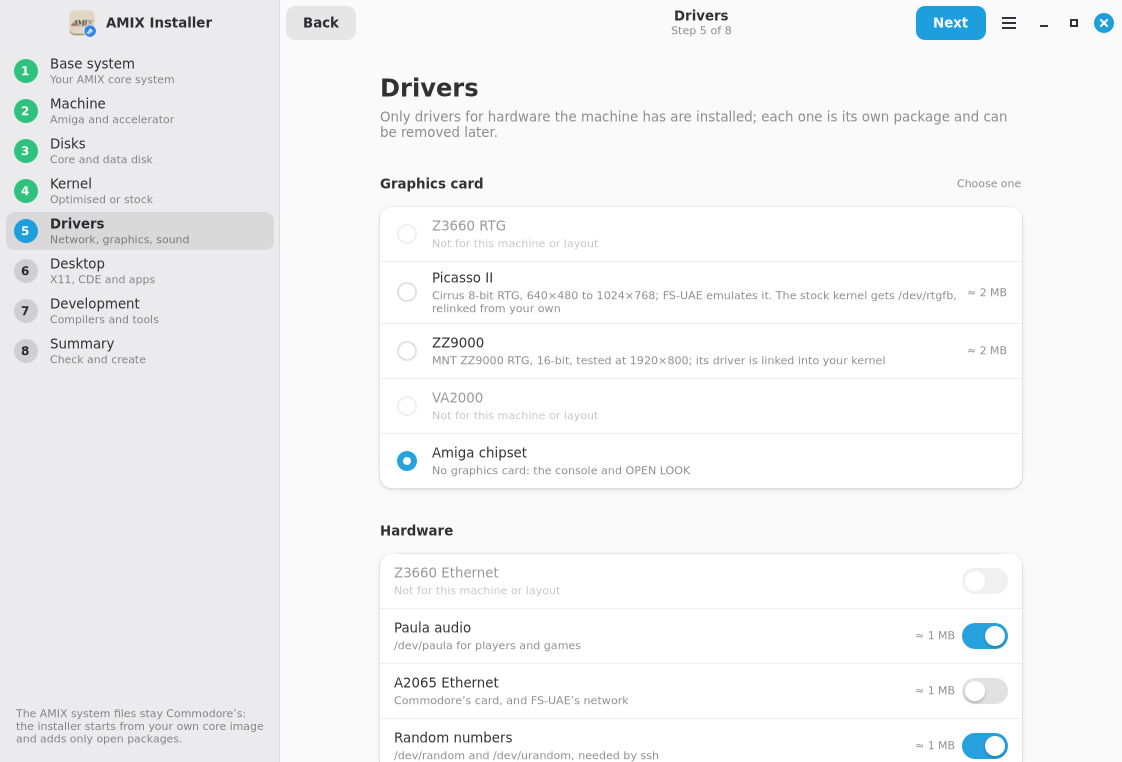 AMIX
AMIX Installer
Base system
Your AMIX core system
Machine
Amiga and accelerator
Disks
Core and data disk
Kernel
Optimised or stock
Drivers
Network, graphics, sound
Desktop
X11, CDE and apps
Development
Compilers and tools
Summary
Check and create
1
2
3
4
5
6
7
8
The AMIX system files stay Commodore’s:
the installer starts from your own core image
and adds only open packages.
Back
Drivers
Step 5 of 8
Next
Drivers
Only drivers for hardware the machine has are installed; each one is its own package and can
be removed later.
Graphics card
Choose one
Z3660 RTG
Not for this machine or layout
Picasso II
Cirrus 8-bit RTG, 640×480 to 1024×768; FS-UAE emulates it. The stock kernel gets /dev/rtgfb,
relinked from your own
≈ 2 MB
ZZ9000
MNT ZZ9000 RTG, 16-bit, tested at 1920×800; its driver is linked into your kernel
≈ 2 MB
VA2000
Not for this machine or layout
Amiga chipset
No graphics card: the console and OPEN LOOK
Hardware
Z3660 Ethernet
Not for this machine or layout
Paula audio
/dev/paula for players and games
≈ 1 MB
A2065 Ethernet
Commodore’s card, and FS-UAE’s network
≈ 1 MB
Random numbers
/dev/random and /dev/urandom, needed by ssh
≈ 1 MB